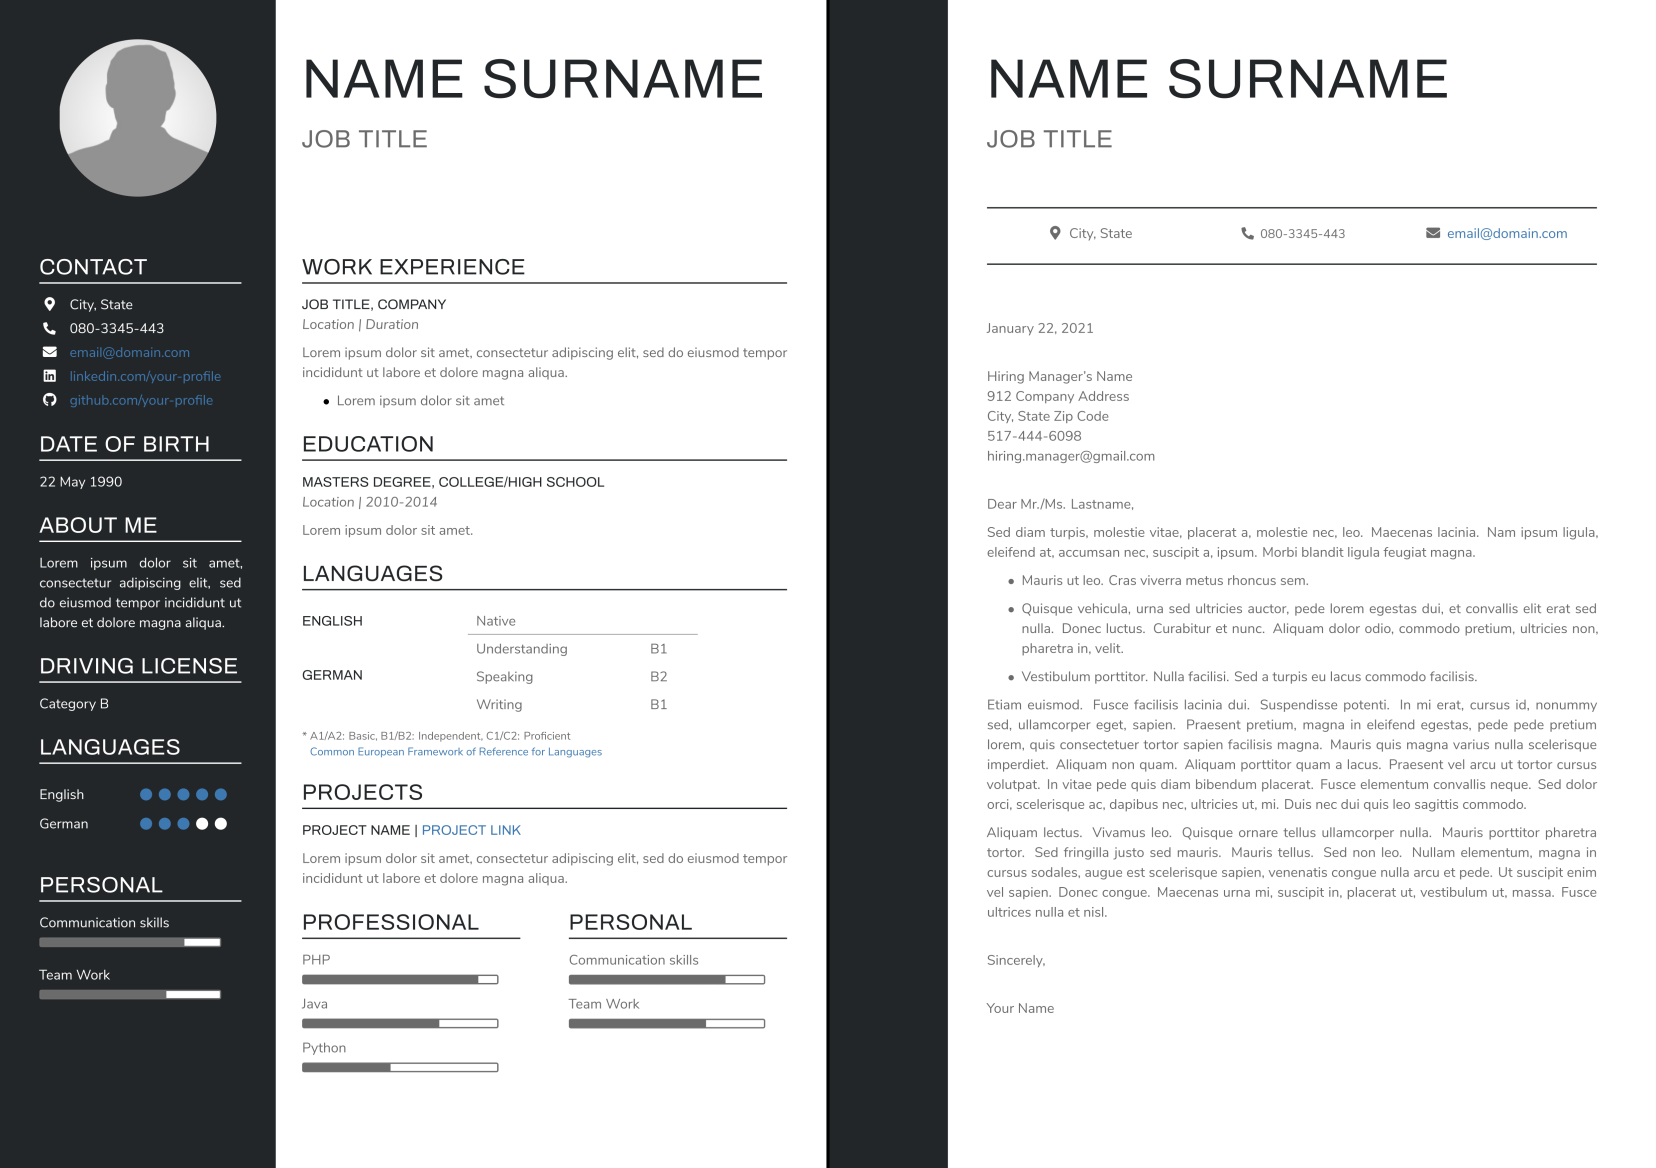 CONTACT
City, State
080-3345-443
email@domain.com
linkedin.com/your-profile
github.com/your-profile
DATE OF BIRTH
22 May 1990
ABOUT ME
Lorem ipsum dolor sit amet,
consectetur adipiscing elit, sed
do eiusmod tempor incididunt ut
labore et dolore magna aliqua.
DRIVING LICENSE
Category B
LANGUAGES
English
German
PERSONAL
Communication skills
Team Work
NAME SURNAME
JOB TITLE
WORK EXPERIENCE
JOB TITLE, COMPANY
Location | Duration
Lorem ipsum dolor sit amet, consectetur adipiscing elit, sed do eiusmod tempor
incididunt ut labore et dolore magna aliqua.
• Lorem ipsum dolor sit amet
EDUCATION
MASTERS DEGREE, COLLEGE/HIGH SCHOOL
Location | 2010-2014
Lorem ipsum dolor sit amet.
LANGUAGES
ENGLISH Native
Understanding B1
GERMAN Speaking B2
Writing B1
* A1/A2: Basic, B1/B2: Independent, C1/C2: Proficient
Common European Framework of Reference for Languages
PROJECTS
PROJECT NAME | PROJECT LINK
Lorem ipsum dolor sit amet, consectetur adipiscing elit, sed do eiusmod tempor
incididunt ut labore et dolore magna aliqua.
PROFESSIONAL
PHP
Java
Python
PERSONAL
Communication skills
Team Work
NAME SURNAME
JOB TITLE
City, State 080-3345-443 email@domain.com
January 22, 2021
Hiring Manager's Name
912 Company Address
City, State Zip Code
517-444-6098
hiring.manager@gmail.com
Dear Mr./Ms. Lastname,
Sed diam turpis, molestie vitae, placerat a, molestie nec, leo. Maecenas lacinia. Nam ipsum ligula,
eleifend at, accumsan nec, suscipit a, ipsum. Morbi blandit ligula feugiat magna.
• Mauris ut leo. Cras viverra metus rhoncus sem.
• Quisque vehicula, urna sed ultricies auctor, pede lorem egestas dui, et convallis elit erat sed
nulla. Donec luctus. Curabitur et nunc. Aliquam dolor odio, commodo pretium, ultricies non,
pharetra in, velit.
• Vestibulum porttitor. Nulla facilisi. Sed a turpis eu lacus commodo facilisis.
Etiam euismod. Fusce facilisis lacinia dui. Suspendisse potenti. In mi erat, cursus id, nonummy
sed, ullamcorper eget, sapien. Praesent pretium, magna in eleifend egestas, pede pede pretium
lorem, quis consectetuer tortor sapien facilisis magna. Mauris quis magna varius nulla scelerisque
imperdiet. Aliquam non quam. Aliquam porttitor quam a lacus. Praesent vel arcu ut tortor cursus
volutpat. In vitae pede quis diam bibendum placerat. Fusce elementum convallis neque. Sed dolor
orci, scelerisque ac, dapibus nec, ultricies ut, mi. Duis nec dui quis leo sagittis commodo.
Aliquam lectus. Vivamus leo. Quisque ornare tellus ullamcorper nulla. Mauris porttitor pharetra
tortor. Sed fringilla justo sed mauris. Mauris tellus. Sed non leo. Nullam elementum, magna in
cursus sodales, augue est scelerisque sapien, venenatis congue nulla arcu et pede. Ut suscipit enim
vel sapien. Donec congue. Maecenas urna mi, suscipit in, placerat ut, vestibulum ut, massa. Fusce
ultrices nulla et nisl.
Sincerely,
Your Name